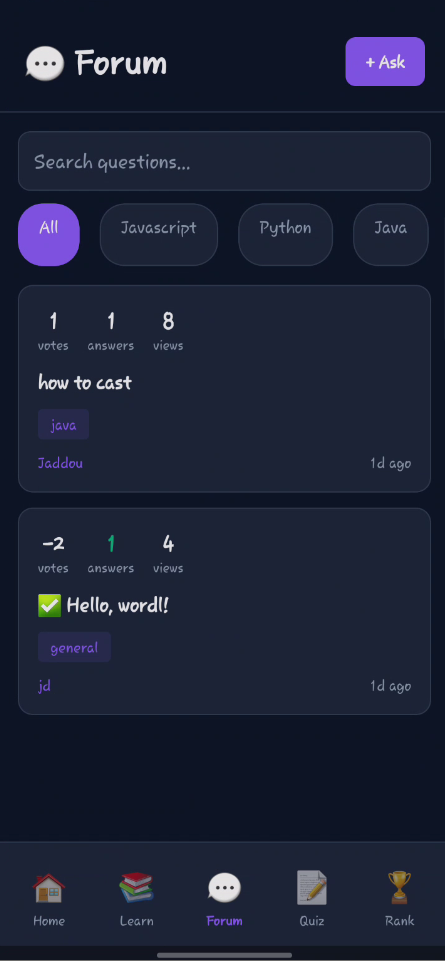 💬 Forum
+ Ask
Search questions...
All Javascript Python Java
1 1 8
votes answers views
how to cast
java
Jaddou 1d ago
-2 1 4
votes answers views
✅ Hello, wordl!
general
jd 1d ago
Home Learn Forum Quiz Rank